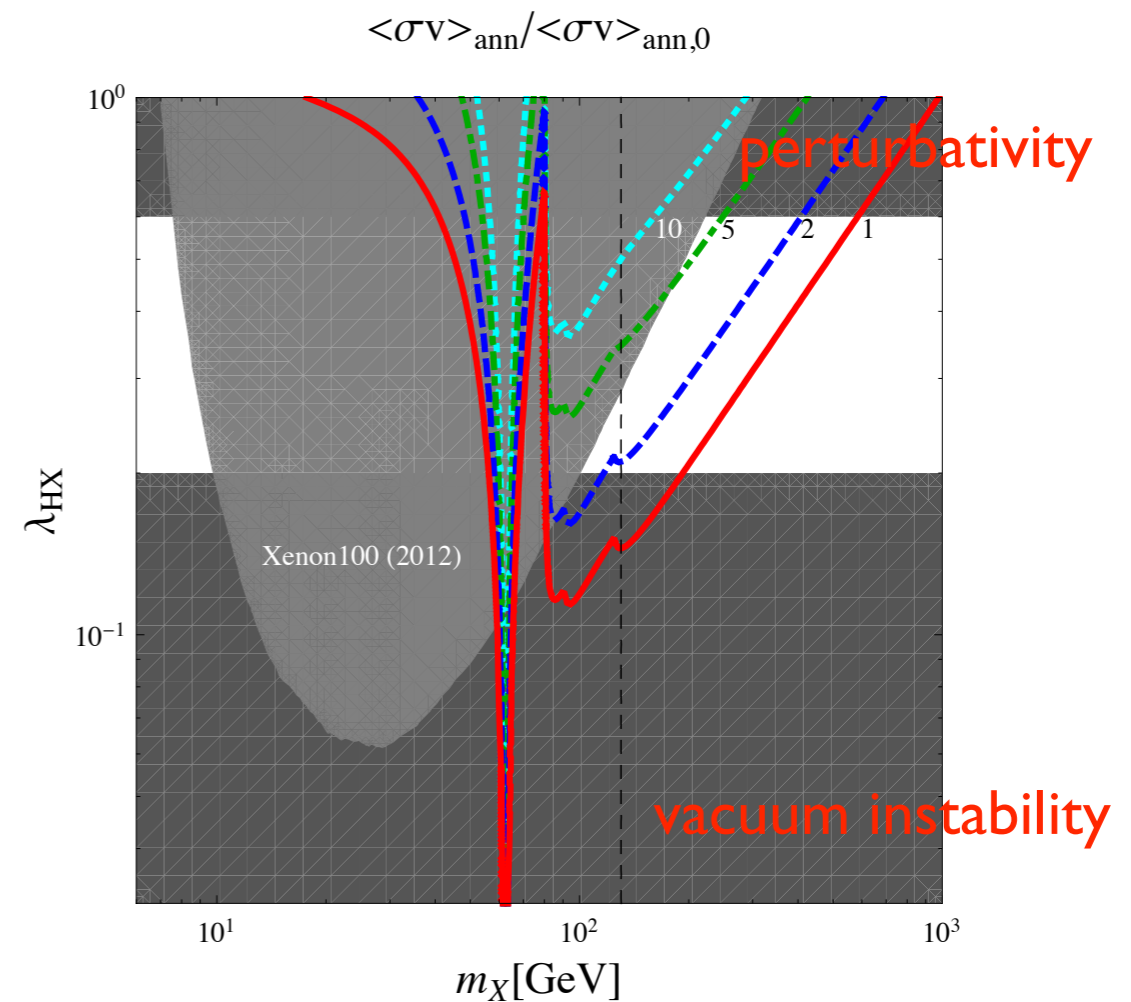 <σv>ann/<σv>ann,0
10⁰
perturbativity
10 5 2 1
λHX
Xenon100 (2012)
10⁻¹
vacuum instability
10¹ 10² 10³
mX[GeV]